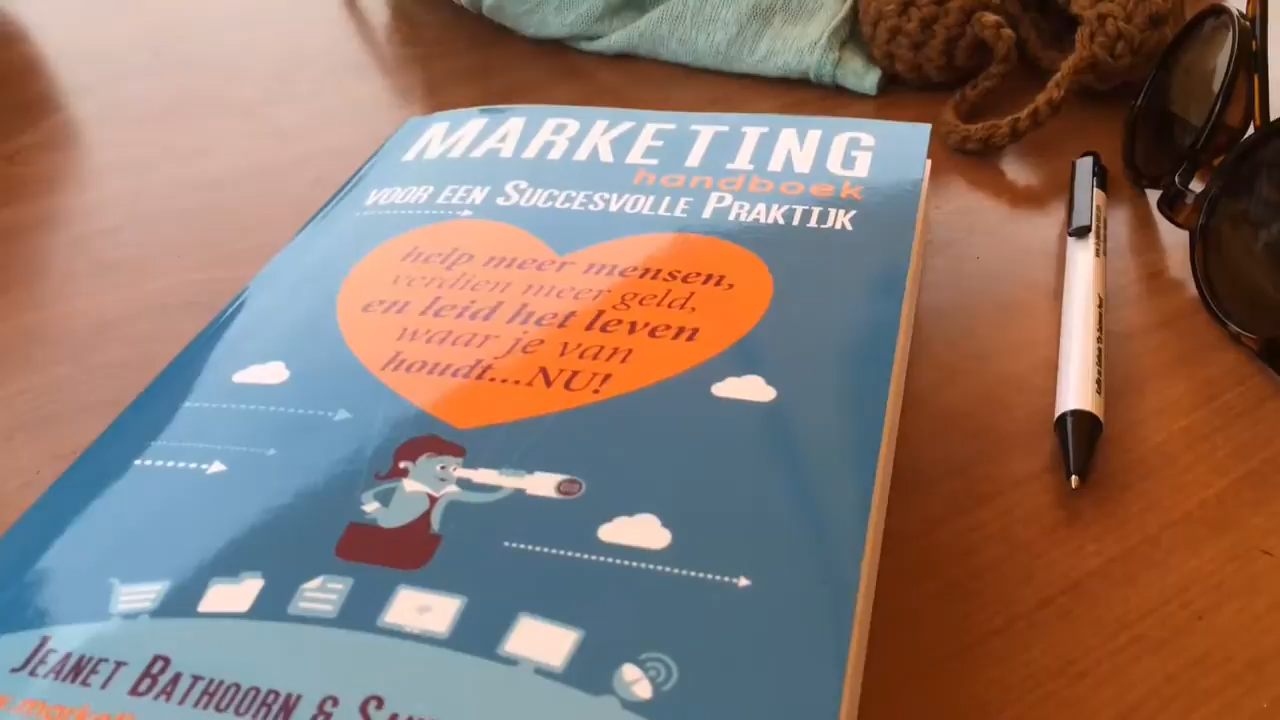 MARKETING
handboek
VOOR EEN SUCCESVOLLE PRAKTIJK
help meer mensen,
verdien meer geld,
en leid het leven
waar je van
houdt...NU!
JEANET BATHOORN &